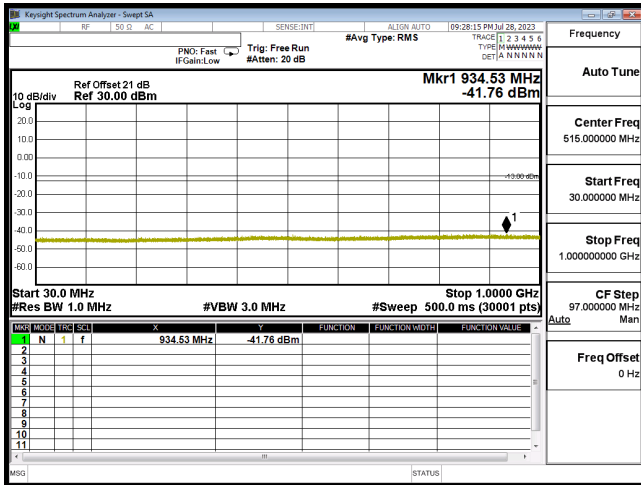 Keysight Spectrum Analyzer - Swept SA
LXI RF 50 Ω AC SENSE:INT ALIGN AUTO 09:28:15 PM Jul 28, 2023
#Avg Type: RMS TRACE 1 2 3 4 5 6
PNO: Fast Trig: Free Run TYPE M WWWWW
IFGain:Low #Atten: 20 dB DET A N N N N N
Ref Offset 21 dB Mkr1 934.53 MHz
10 dB/div Ref 30.00 dBm -41.76 dBm
Log
20.0
10.0
0.00
-10.0 -13.00 dBm
-20.0
-30.0
1
-40.0
-50.0
-60.0
Start 30.0 MHz Stop 1.0000 GHz
#Res BW 1.0 MHz #VBW 3.0 MHz #Sweep 500.0 ms (30001 pts)
MKR MODE TRC SCL X Y FUNCTION FUNCTION WIDTH FUNCTION VALUE
1 N 1 f 934.53 MHz -41.76 dBm
2
3
4
5
6
7
8
9
10
11
MSG STATUS
Frequency
Auto Tune
Center Freq
515.000000 MHz
Start Freq
30.000000 MHz
Stop Freq
1.000000000 GHz
CF Step
97.000000 MHz
Auto Man
Freq Offset
0 Hz